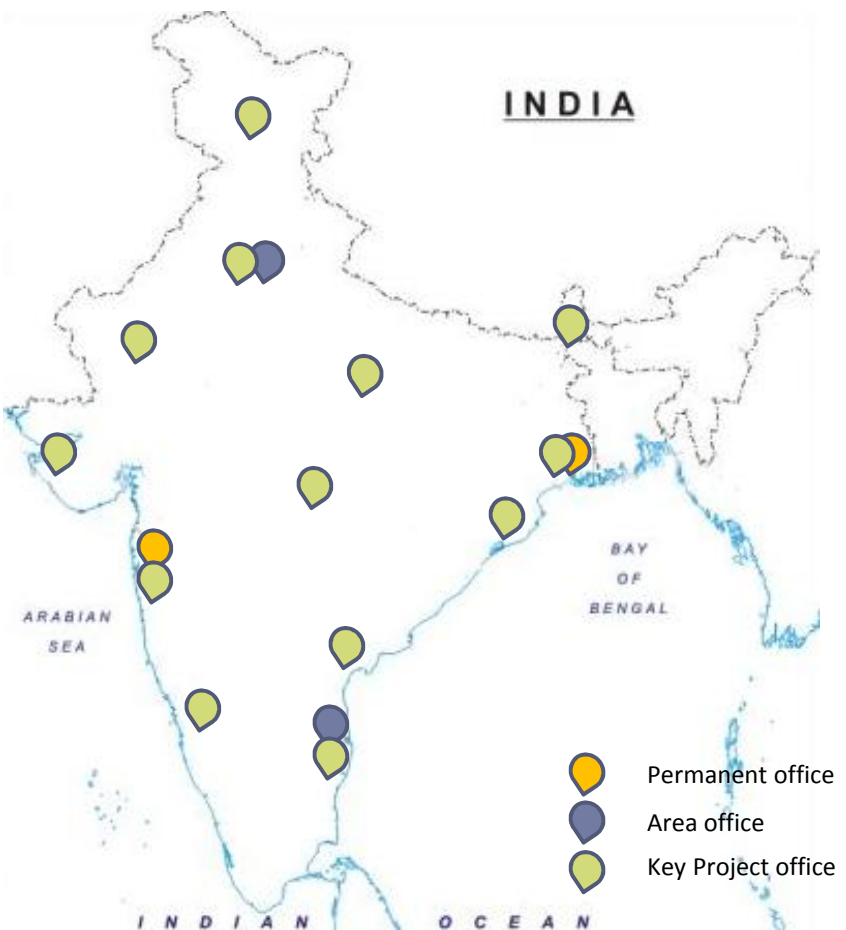 INDIA
BAY
OF
BENGAL
ARABIAN
SEA
Permanent office
Area office
Key Project office
INDIAN OCEAN